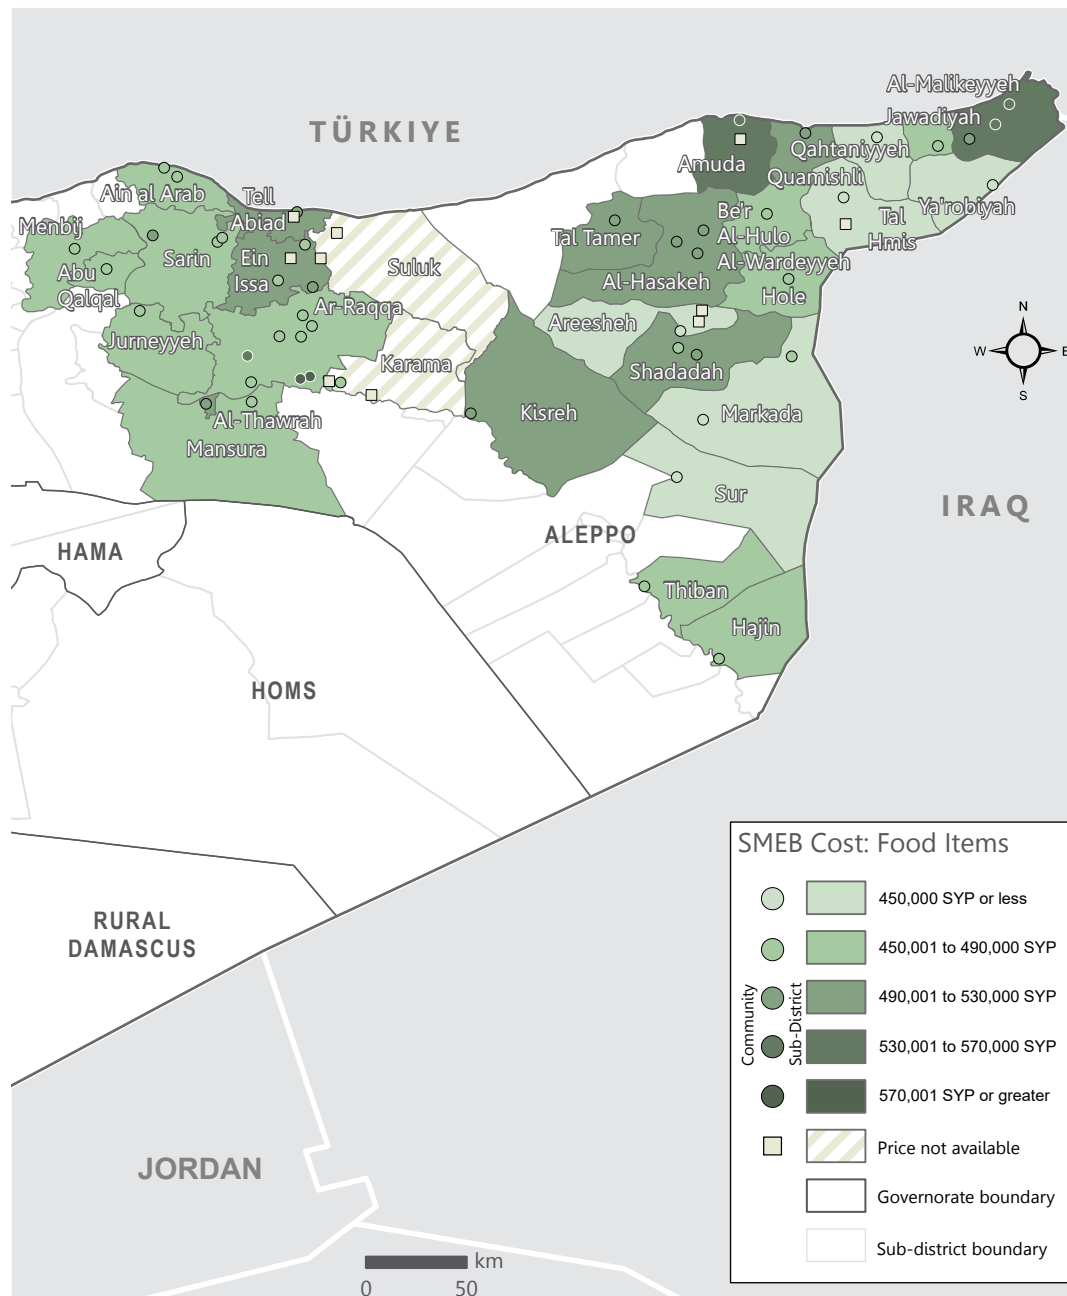 Al-Malikeyyeh
TÜRKIYE
Jawadiyah
Amuda
Qahtaniyyeh
Quamishli
Ain al Arab
Tell
Abiad
Menbij
Be'r
Al-Hulo
Tal
Hmis
Ya'robiyah
Tal Tamer
Sarin
Ein
Issa
Suluk
Al-Wardeyyeh
Abu
Qalqal
Al-Hasakeh
Hole
Ar-Raqqa
Areesheh
Jurneyyeh
Karama
Shadadah
N
W
E
S
Kisreh
Markada
Al-Thawrah
Mansura
Sur
IRAQ
ALEPPO
HAMA
Thiban
Hajin
HOMS
RURAL
DAMASCUS
JORDAN
SMEB Cost: Food Items
450,000 SYP or less
450,001 to 490,000 SYP
490,001 to 530,000 SYP
530,001 to 570,000 SYP
570,001 SYP or greater
Community
Sub-District
Price not available
Governorate boundary
Sub-district boundary
km
0 50